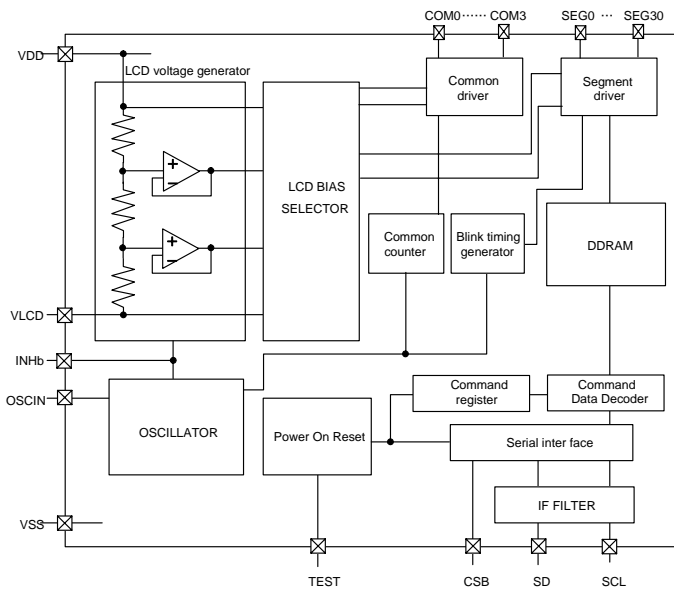 COM0 ······ COM3 SEG0 ··· SEG30
VDD
LCD voltage generator
Common
driver
Segment
driver
+
−
LCD BIAS
SELECTOR
+
−
Common
counter
Blink timing
generator
DDRAM
VLCD
INHb
OSCIN
OSCILLATOR
Power On Reset
Command
register
Command
Data Decoder
Serial inter face
IF FILTER
VSS
TEST CSB SD SCL